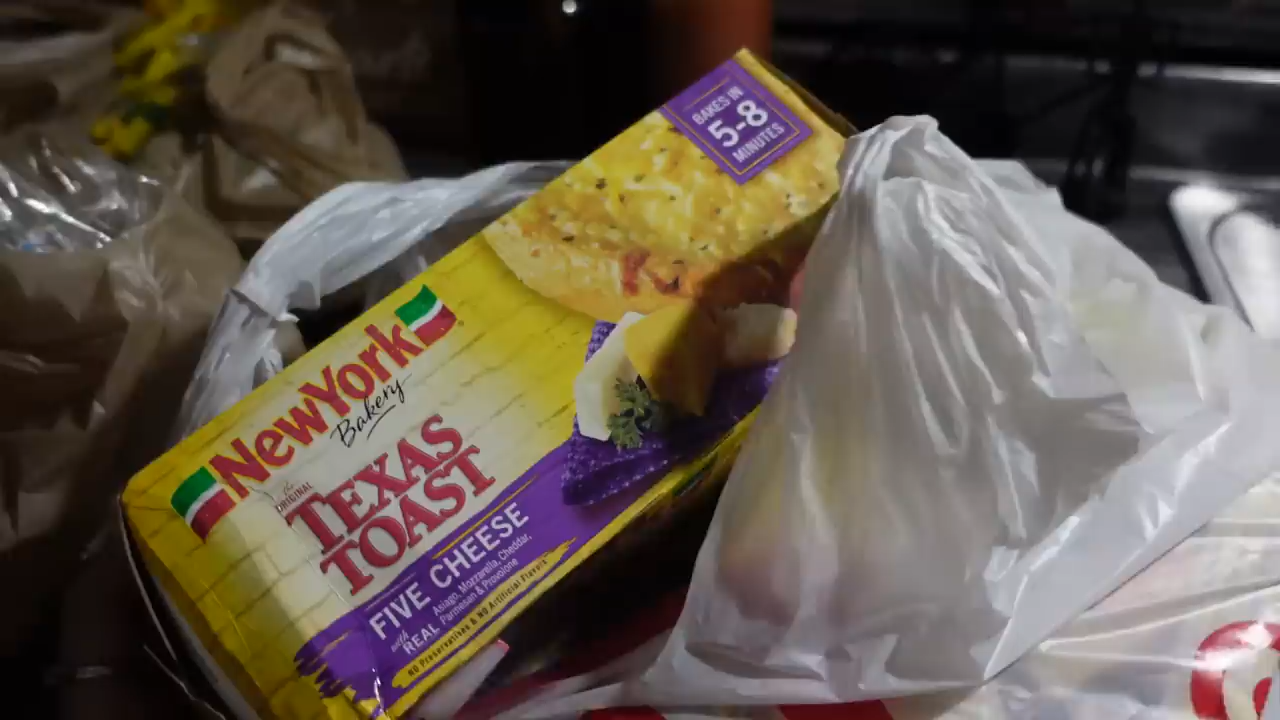 BAKES IN
5-8
MINUTES
NewYork
Bakery
the
ORIGINAL
TEXAS
TOAST
FIVE CHEESE
with
REAL Asiago, Mozzarella, Cheddar,
Parmesan & Provolone
NO Preservatives & NO Artificial Flavors